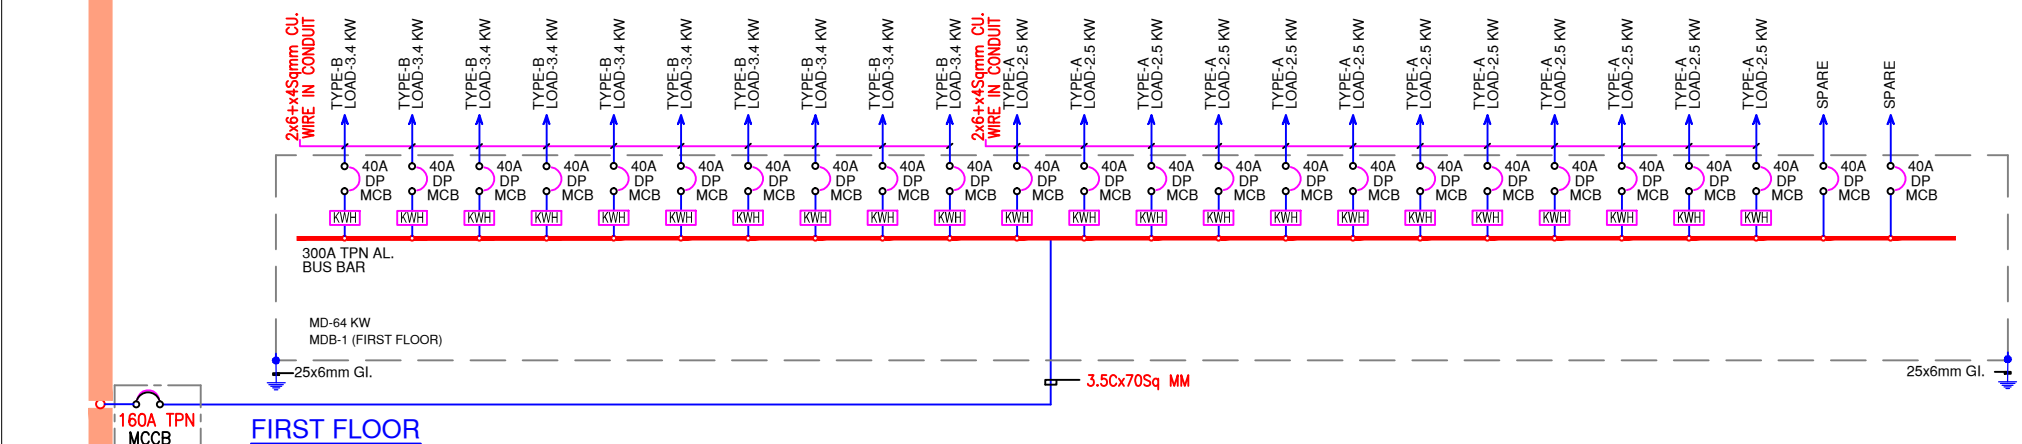 2x6+x4Sqmm CU.
WIRE IN CONDUIT
TYPE-B
LOAD-3.4 KW
TYPE-B
LOAD-3.4 KW
TYPE-B
LOAD-3.4 KW
TYPE-B
LOAD-3.4 KW
TYPE-B
LOAD-3.4 KW
TYPE-B
LOAD-3.4 KW
TYPE-B
LOAD-3.4 KW
TYPE-B
LOAD-3.4 KW
TYPE-B
LOAD-3.4 KW
TYPE-B
LOAD-3.4 KW
2x6+x4Sqmm CU.
WIRE IN CONDUIT
TYPE-A
LOAD-2.5 KW
TYPE-A
LOAD-2.5 KW
TYPE-A
LOAD-2.5 KW
TYPE-A
LOAD-2.5 KW
TYPE-A
LOAD-2.5 KW
TYPE-A
LOAD-2.5 KW
TYPE-A
LOAD-2.5 KW
TYPE-A
LOAD-2.5 KW
TYPE-A
LOAD-2.5 KW
TYPE-A
LOAD-2.5 KW
TYPE-A
LOAD-2.5 KW
TYPE-A
LOAD-2.5 KW
SPARE
SPARE
40A 40A 40A 40A 40A 40A 40A 40A 40A 40A 40A 40A 40A 40A 40A 40A 40A 40A 40A 40A 40A 40A 40A 40A
DP DP DP DP DP DP DP DP DP DP DP DP DP DP DP DP DP DP DP DP DP DP DP DP
MCB MCB MCB MCB MCB MCB MCB MCB MCB MCB MCB MCB MCB MCB MCB MCB MCB MCB MCB MCB MCB MCB MCB MCB
KWH KWH KWH KWH KWH KWH KWH KWH KWH KWH KWH KWH KWH KWH KWH KWH KWH KWH KWH KWH KWH KWH
300A TPN AL.
BUS BAR
MD-64 KW
MDB-1 (FIRST FLOOR)
25x6mm GI.
25x6mm GI.
3.5Cx70Sq MM
160A TPN
MCCB
FIRST FLOOR